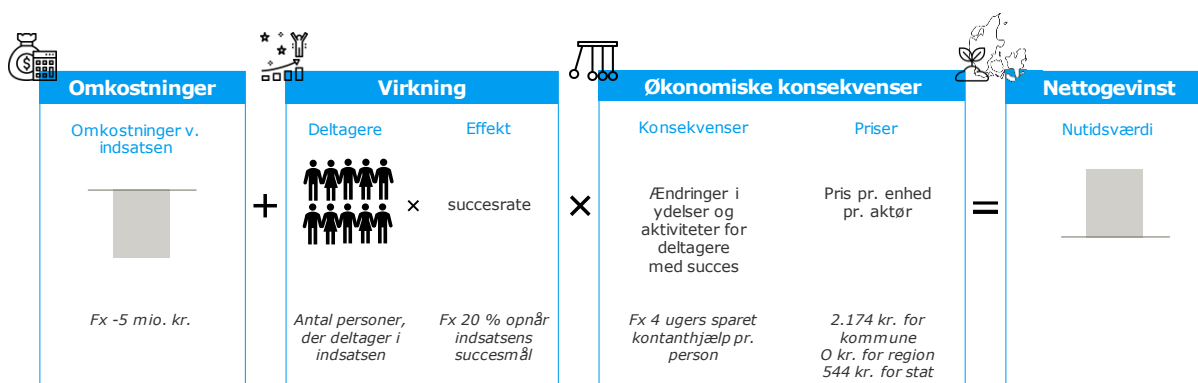 Omkostninger
Omkostninger v.
indsatsen
Fx -5 mio. kr.
+
Virkning
Deltagere
×
Effekt
succesrate
Antal personer,
der deltager i
indsatsen
Fx 20 % opnår
indsatsens
succesmål
×
Økonomiske konsekvenser
Konsekvenser
Ændringer i
ydelser og
aktiviteter for
deltagere
med succes
Fx 4 ugers sparet
kontanthjælp pr.
person
Priser
Pris pr. enhed
pr. aktør
2.174 kr. for
kommune
O kr. for region
544 kr. for stat
=
Nettogevinst
Nutidsværdi